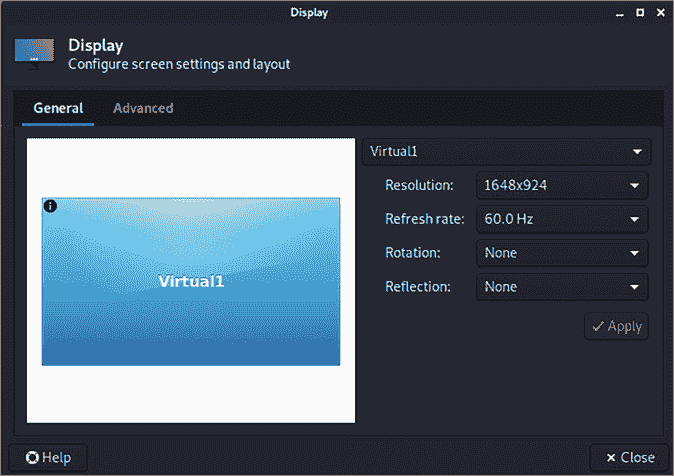 Display
Display
Configure screen settings and layout
General Advanced
Virtual1
Resolution: 1648x924
Refresh rate: 60.0 Hz
Virtual1
Rotation: None
Reflection: None
Apply
Help Close